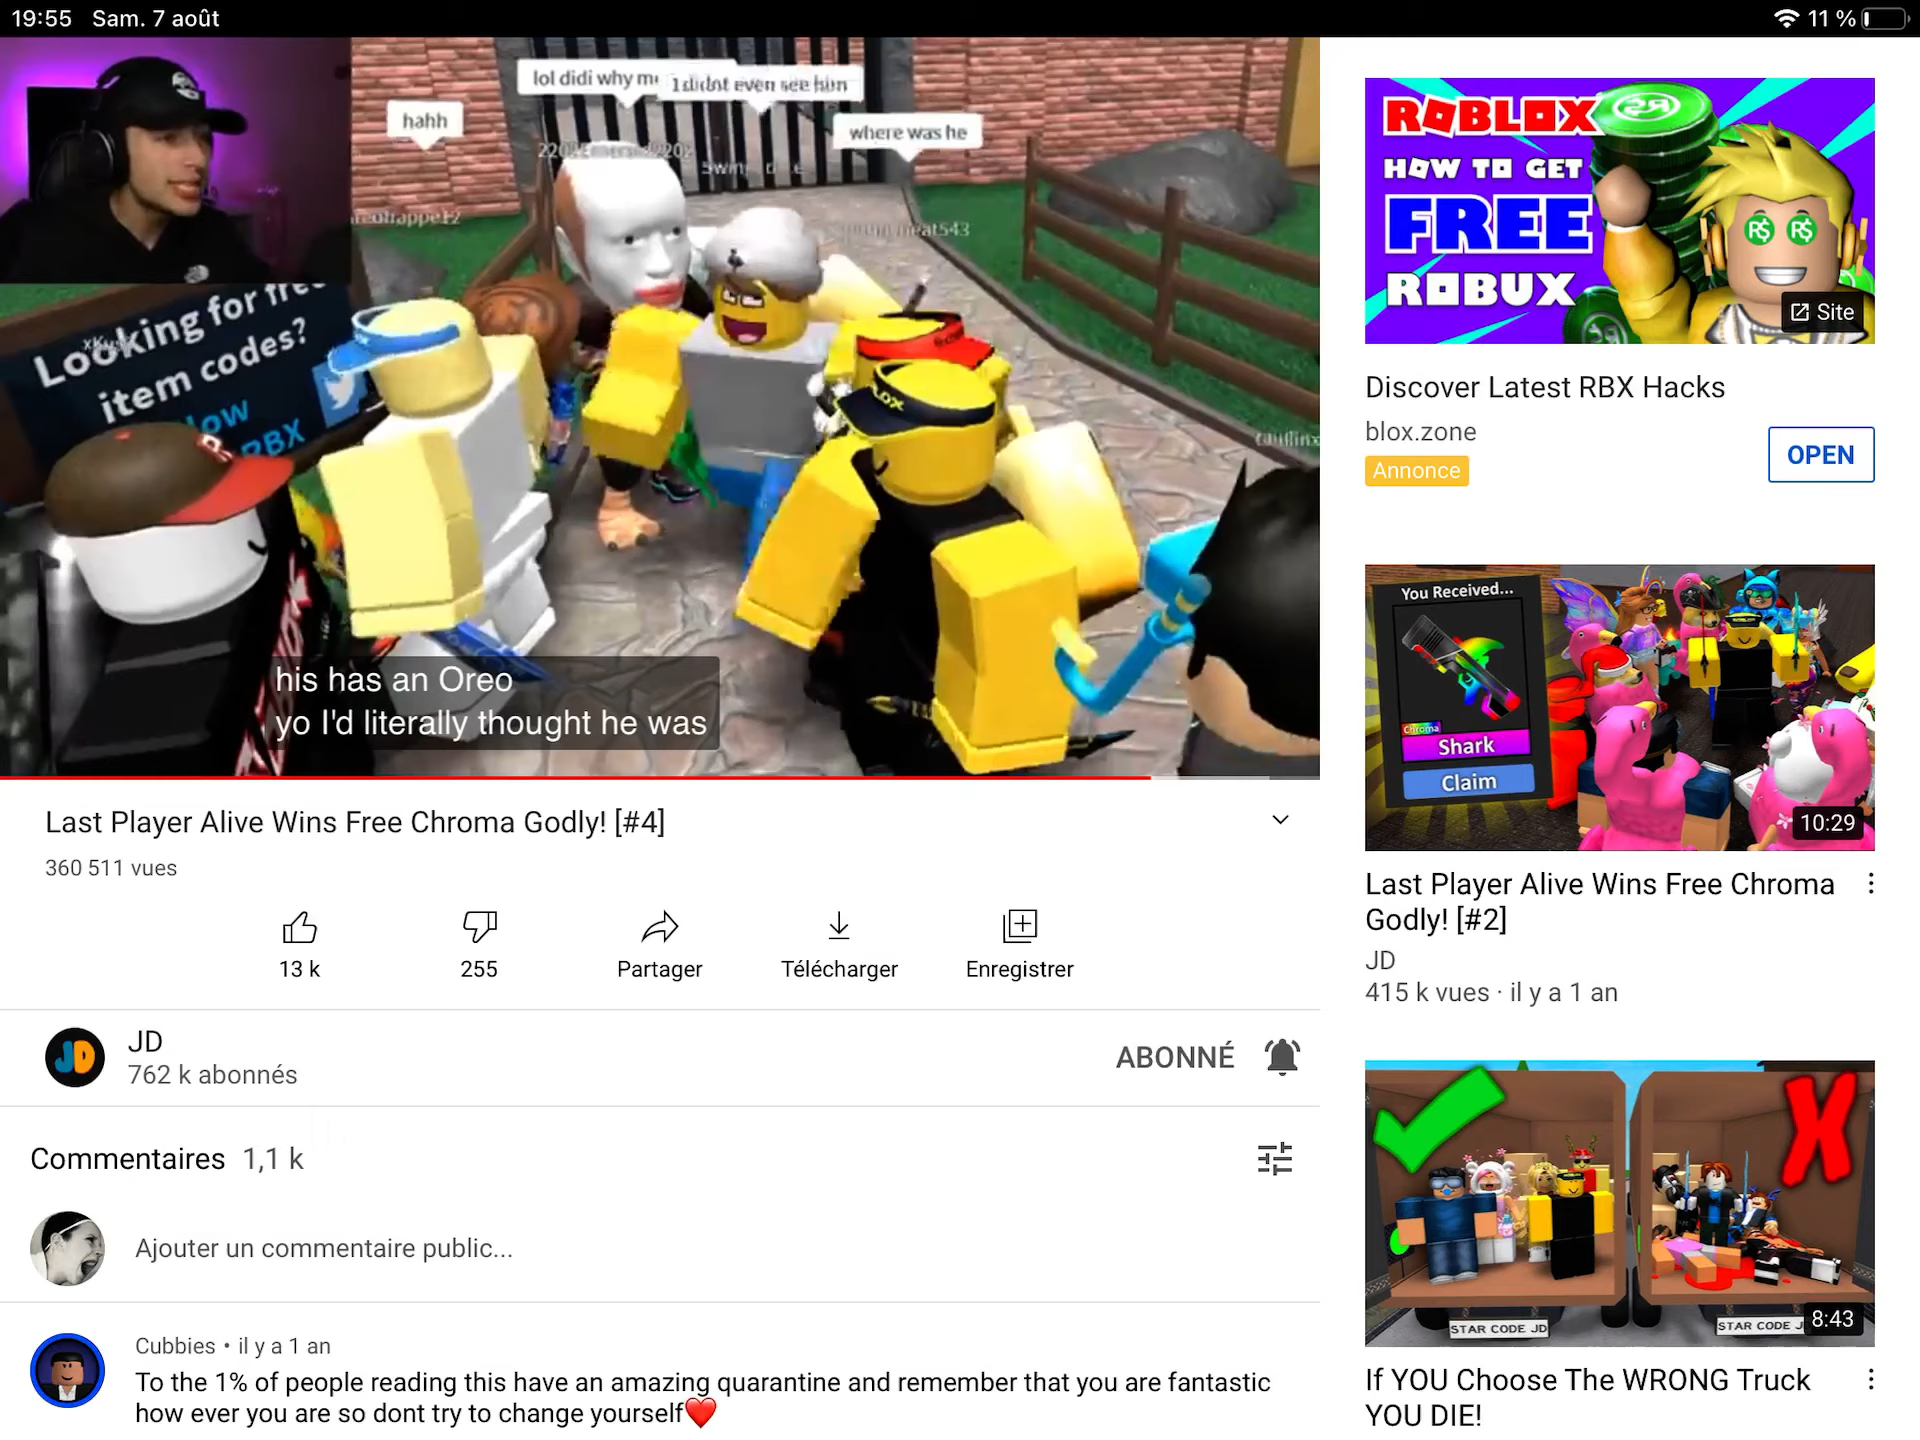 19:55 Sam. 7 août
11 %
hahh
lol didi why
I didnt even see him
where was he
Looking for free
item codes?
his has an Oreo
yo I'd literally thought he was
Last Player Alive Wins Free Chroma Godly! [#4]
360 511 vues
13 k
255
Partager
Télécharger
Enregistrer
JD
JD
762 k abonnés
ABONNÉ
Commentaires 1,1 k
Ajouter un commentaire public...
Cubbies • il y a 1 an
To the 1% of people reading this have an amazing quarantine and remember that you are fantastic
how ever you are so dont try to change yourself❤️
ROBLOX
HOW TO GET
FREE
ROBUX
R$ R$
Site
Discover Latest RBX Hacks
blox.zone
Annonce
OPEN
You Received...
Chroma
Shark
Claim
10:29
Last Player Alive Wins Free Chroma
Godly! [#2]
JD
415 k vues · il y a 1 an
X
STAR CODE JD
STAR CODE J
8:43
If YOU Choose The WRONG Truck
YOU DIE!